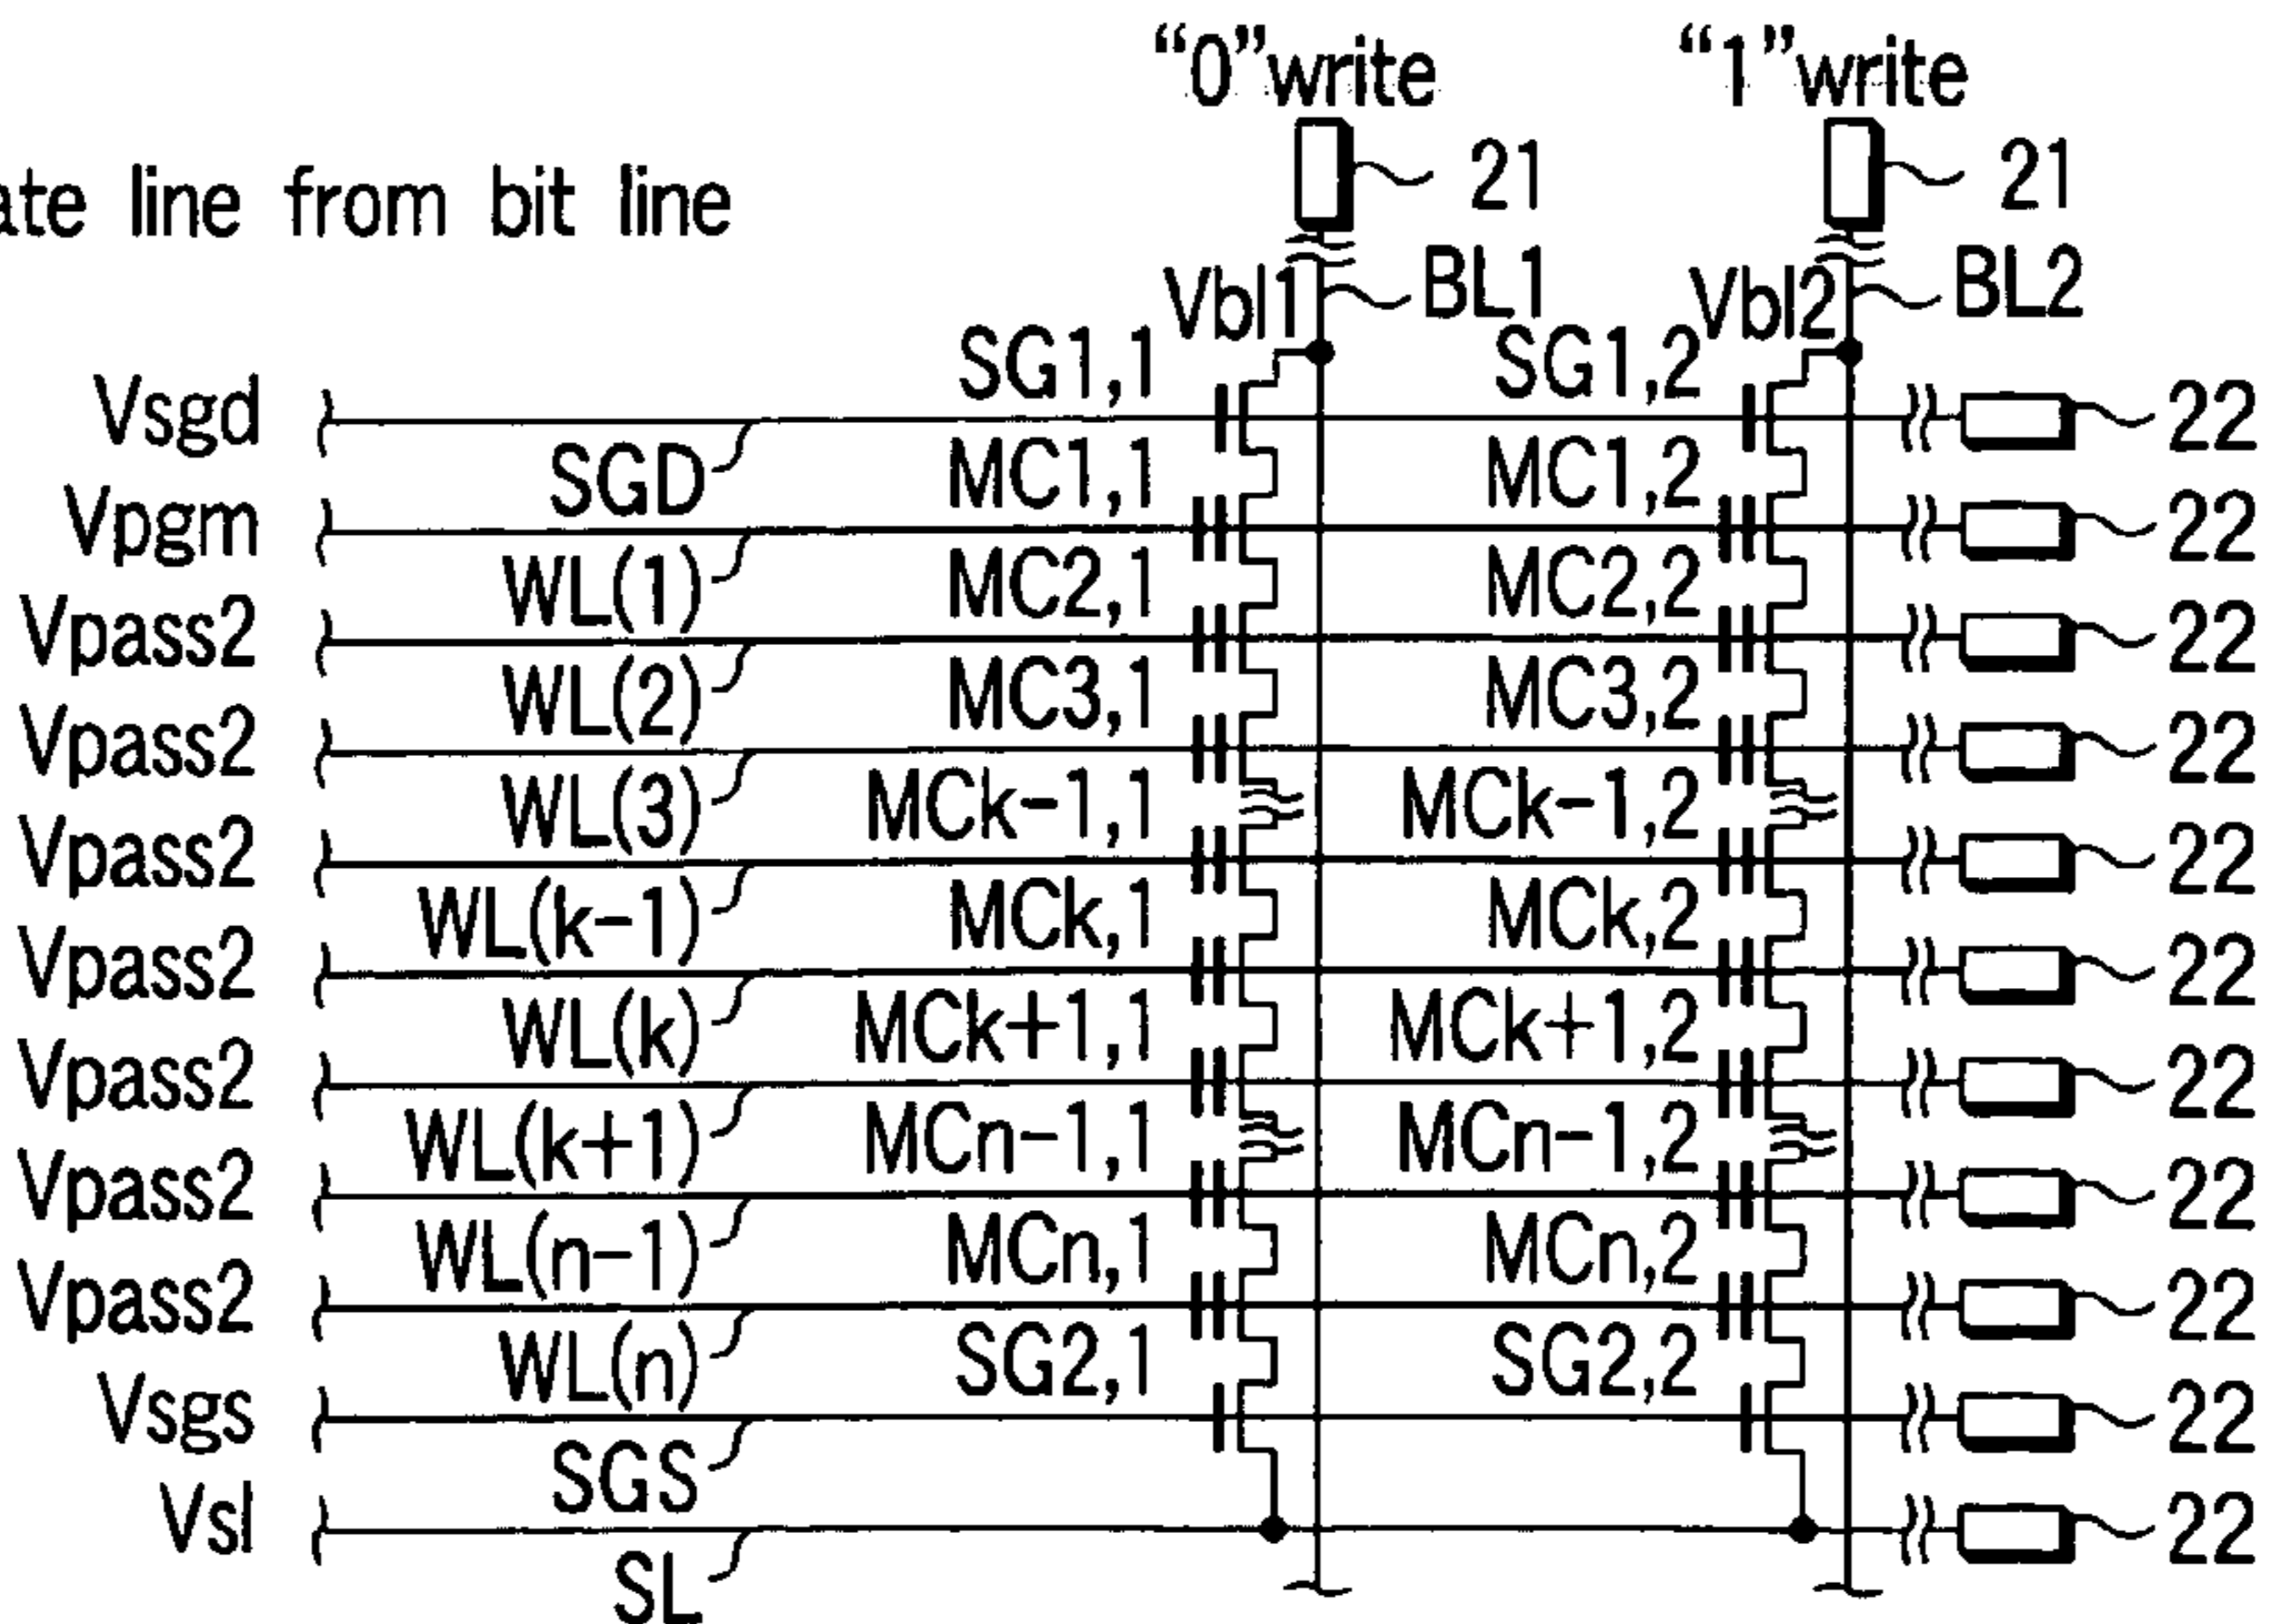 “0”write “1”write
21 21
ate line from bit line
Vbl1 BL1 Vbl2 BL2
SG1,1 SG1,2
Vsgd SGD 22
MC1,1 MC1,2
Vpgm WL(1) 22
MC2,1 MC2,2
Vpass2 WL(2) 22
MC3,1 MC3,2
Vpass2 WL(3) 22
MCk-1,1 MCk-1,2
Vpass2 WL(k-1) 22
MCk,1 MCk,2
Vpass2 WL(k) 22
MCk+1,1 MCk+1,2
Vpass2 WL(k+1) 22
MCn-1,1 MCn-1,2
Vpass2 WL(n-1) 22
MCn,1 MCn,2
Vpass2 WL(n) 22
SG2,1 SG2,2
Vsgs SGS 22
Vsl SL 22